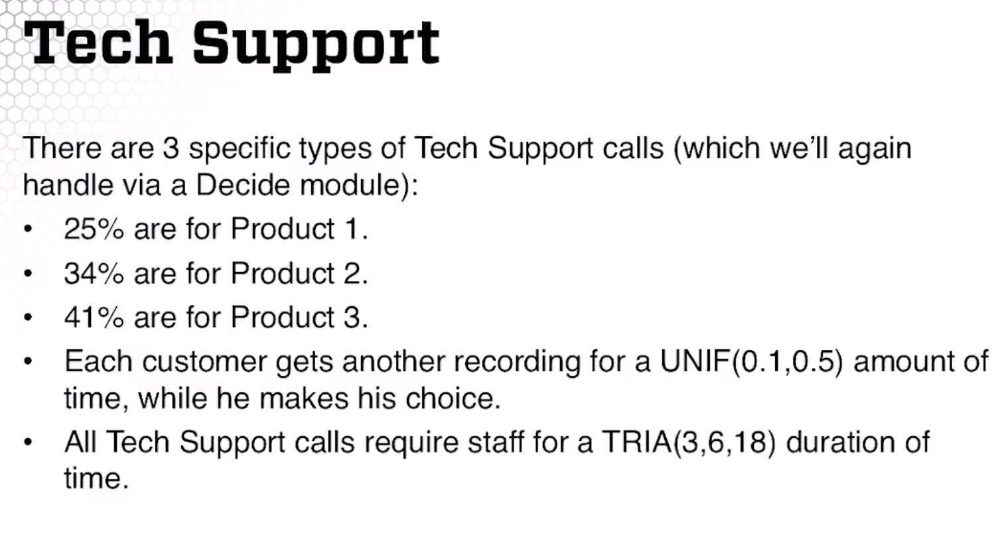 Tech Support
There are 3 specific types of Tech Support calls (which we’ll again
handle via a Decide module):
• 25% are for Product 1.
• 34% are for Product 2.
• 41% are for Product 3.
• Each customer gets another recording for a UNIF(0.1,0.5) amount of
time, while he makes his choice.
• All Tech Support calls require staff for a TRIA(3,6,18) duration of
time.